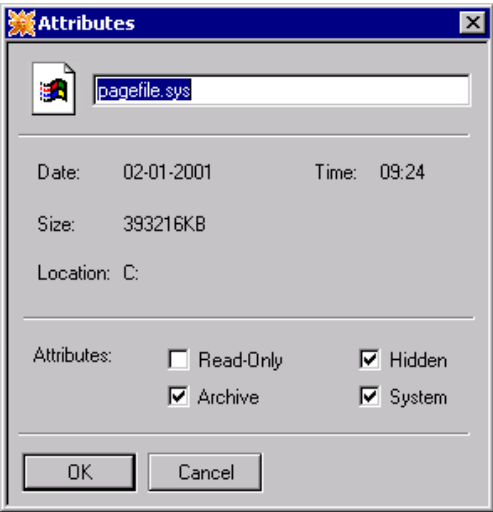 Attributes
pagefile.sys
Date: 02-01-2001 Time: 09:24
Size: 393216KB
Location: C:
Attributes: Read-Only Hidden
Archive System
OK Cancel